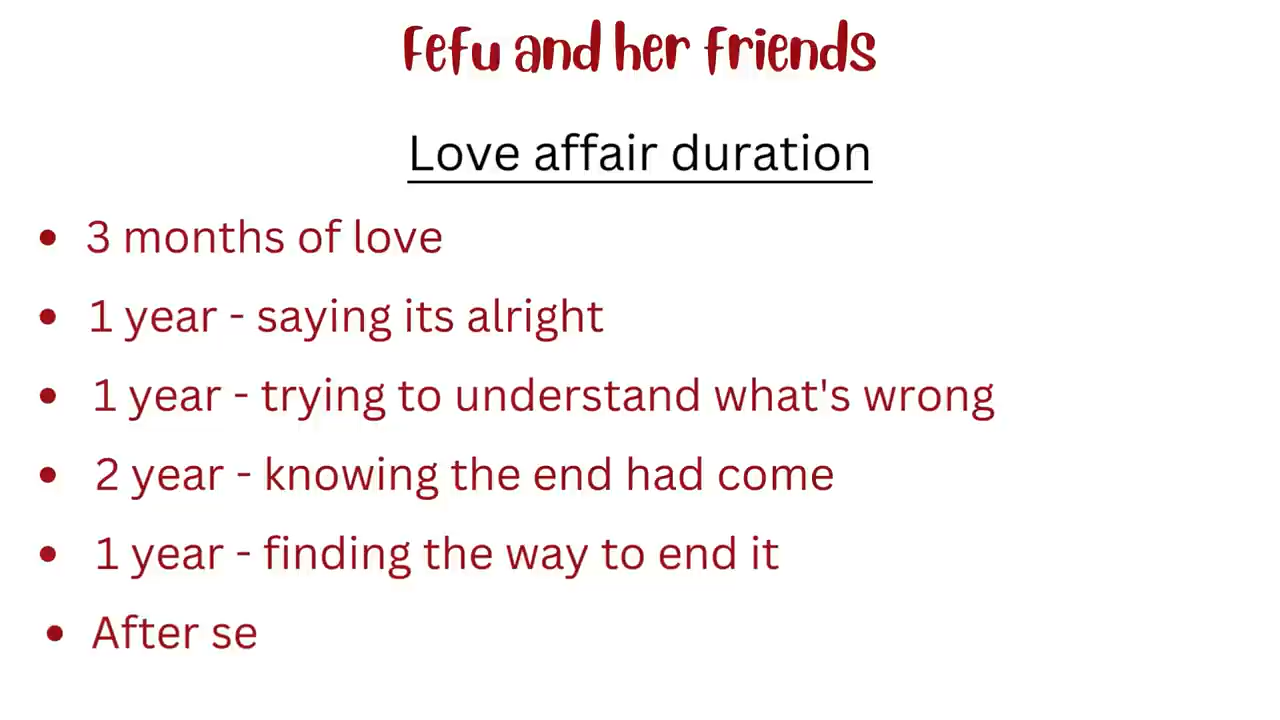 Fefu and her friends
Love affair duration
• 3 months of love
• 1 year - saying its alright
• 1 year - trying to understand what's wrong
• 2 year - knowing the end had come
• 1 year - finding the way to end it
• After se